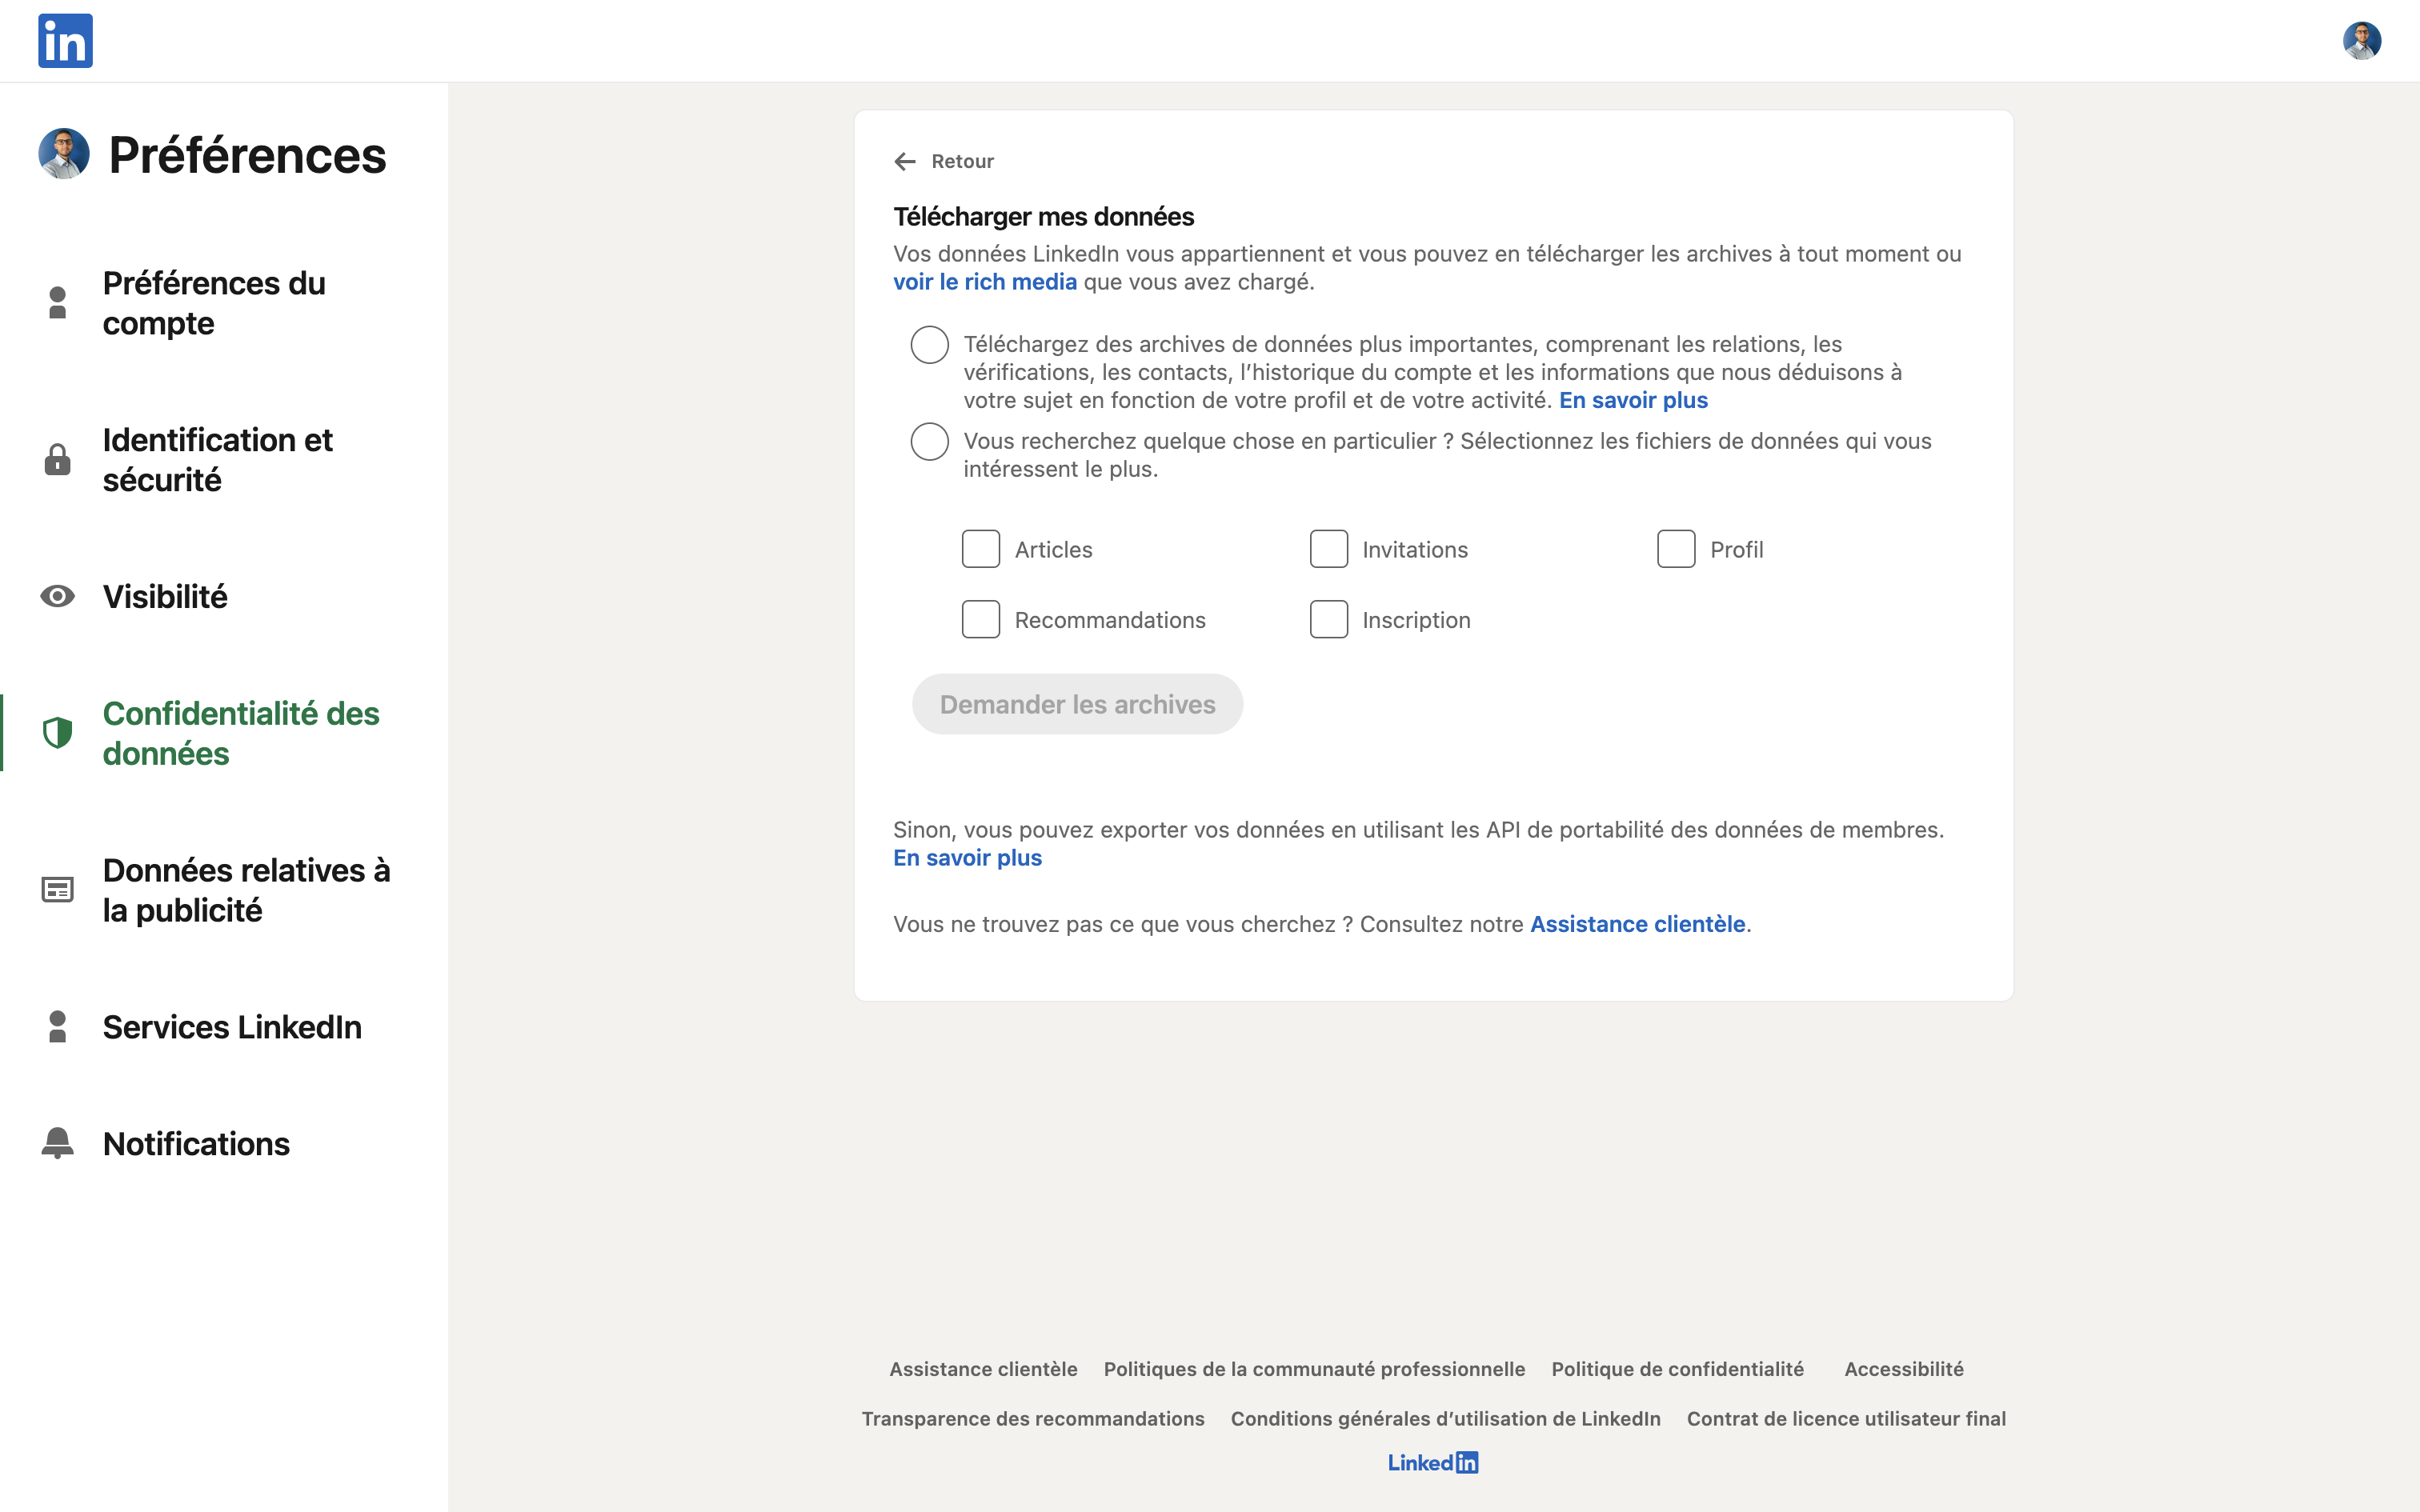 in
Préférences
Préférences du
compte
Identification et
sécurité
Visibilité
Confidentialité des
données
Données relatives à
la publicité
Services LinkedIn
Notifications
Retour
Télécharger mes données
Vos données LinkedIn vous appartiennent et vous pouvez en télécharger les archives à tout moment ou
voir le rich media que vous avez chargé.
Téléchargez des archives de données plus importantes, comprenant les relations, les
vérifications, les contacts, l’historique du compte et les informations que nous déduisons à
votre sujet en fonction de votre profil et de votre activité. En savoir plus
Vous recherchez quelque chose en particulier ? Sélectionnez les fichiers de données qui vous
intéressent le plus.
Articles Invitations Profil
Recommandations Inscription
Demander les archives
Sinon, vous pouvez exporter vos données en utilisant les API de portabilité des données de membres.
En savoir plus
Vous ne trouvez pas ce que vous cherchez ? Consultez notre Assistance clientèle.
Assistance clientèle Politiques de la communauté professionnelle Politique de confidentialité Accessibilité
Transparence des recommandations Conditions générales d’utilisation de LinkedIn Contrat de licence utilisateur final
LinkedIn